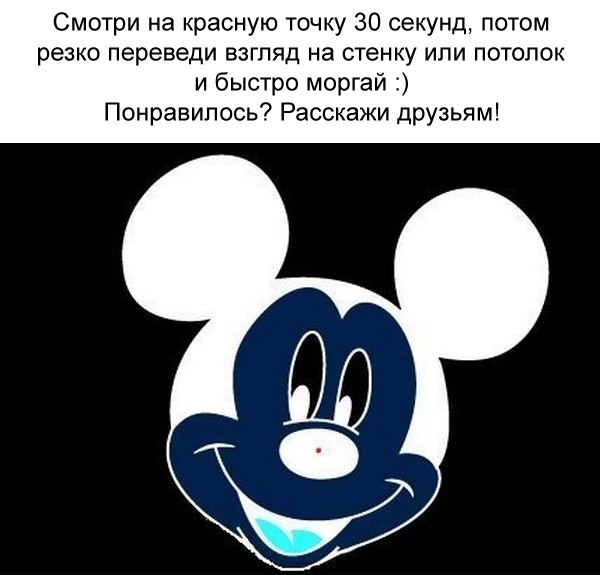 Смотри на красную точку 30 секунд, потом
резко переведи взгляд на стенку или потолок
и быстро моргай :)
Понравилось? Расскажи друзьям!